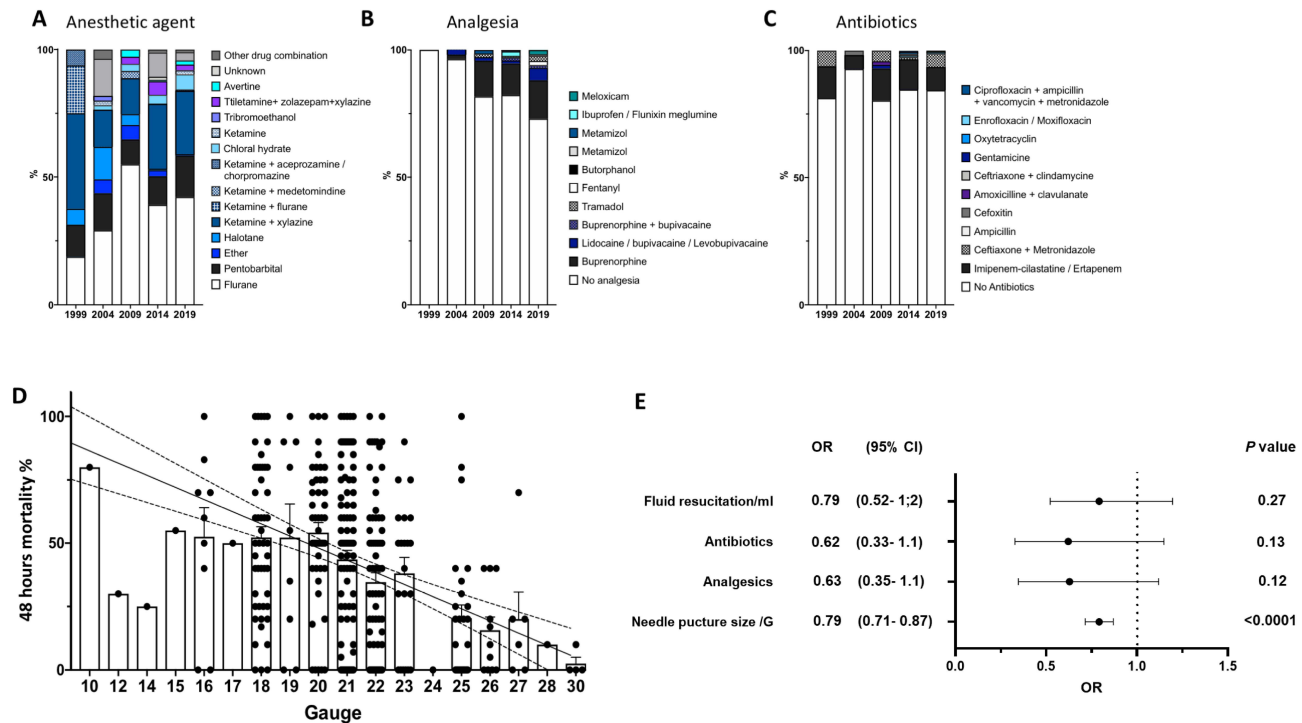 A
Anesthetic agent
100
50
0
%
1999 2004 2009 2014 2019
Other drug combination
Unknown
Avertine
Ttiletamine+ zolazepam+xylazine
Tribromoethanol
Ketamine
Chloral hydrate
Ketamine + aceprozamine /
chorpromazine
Ketamine + medetomindine
Ketamine + flurane
Ketamine + xylazine
Halotane
Ether
Pentobarbital
Flurane
B
Analgesia
100
50
0
%
1999 2004 2009 2014 2019
Meloxicam
Ibuprofen / Flunixin meglumine
Metamizol
Metamizol
Butorphanol
Fentanyl
Tramadol
Buprenorphine + bupivacaine
Lidocaine / bupivacaine / Levobupivacaine
Buprenorphine
No analgesia
C
Antibiotics
100
50
0
%
1999 2004 2009 2014 2019
Ciprofloxacin + ampicillin
+ vancomycin + metronidazole
Enrofloxacin / Moxifloxacin
Oxytetracyclin
Gentamicine
Ceftriaxone + clindamycine
Amoxicilline + clavulanate
Cefoxitin
Ampicillin
Ceftiaxone + Metronidazole
Imipenem-cilastatine / Ertapenem
No Antibiotics
D
100
50
0
48 hours mortality %
10 12 14 15 16 17 18 19 20 21 22 23 24 25 26 27 28 30
Gauge
E
OR (95% CI) P value
Fluid resucitation/ml 0.79 (0.52- 1;2) 0.27
Antibiotics 0.62 (0.33- 1.1) 0.13
Analgesics 0.63 (0.35- 1.1) 0.12
Needle pucture size /G 0.79 (0.71- 0.87) <0.0001
0.0 0.5 1.0 1.5
OR